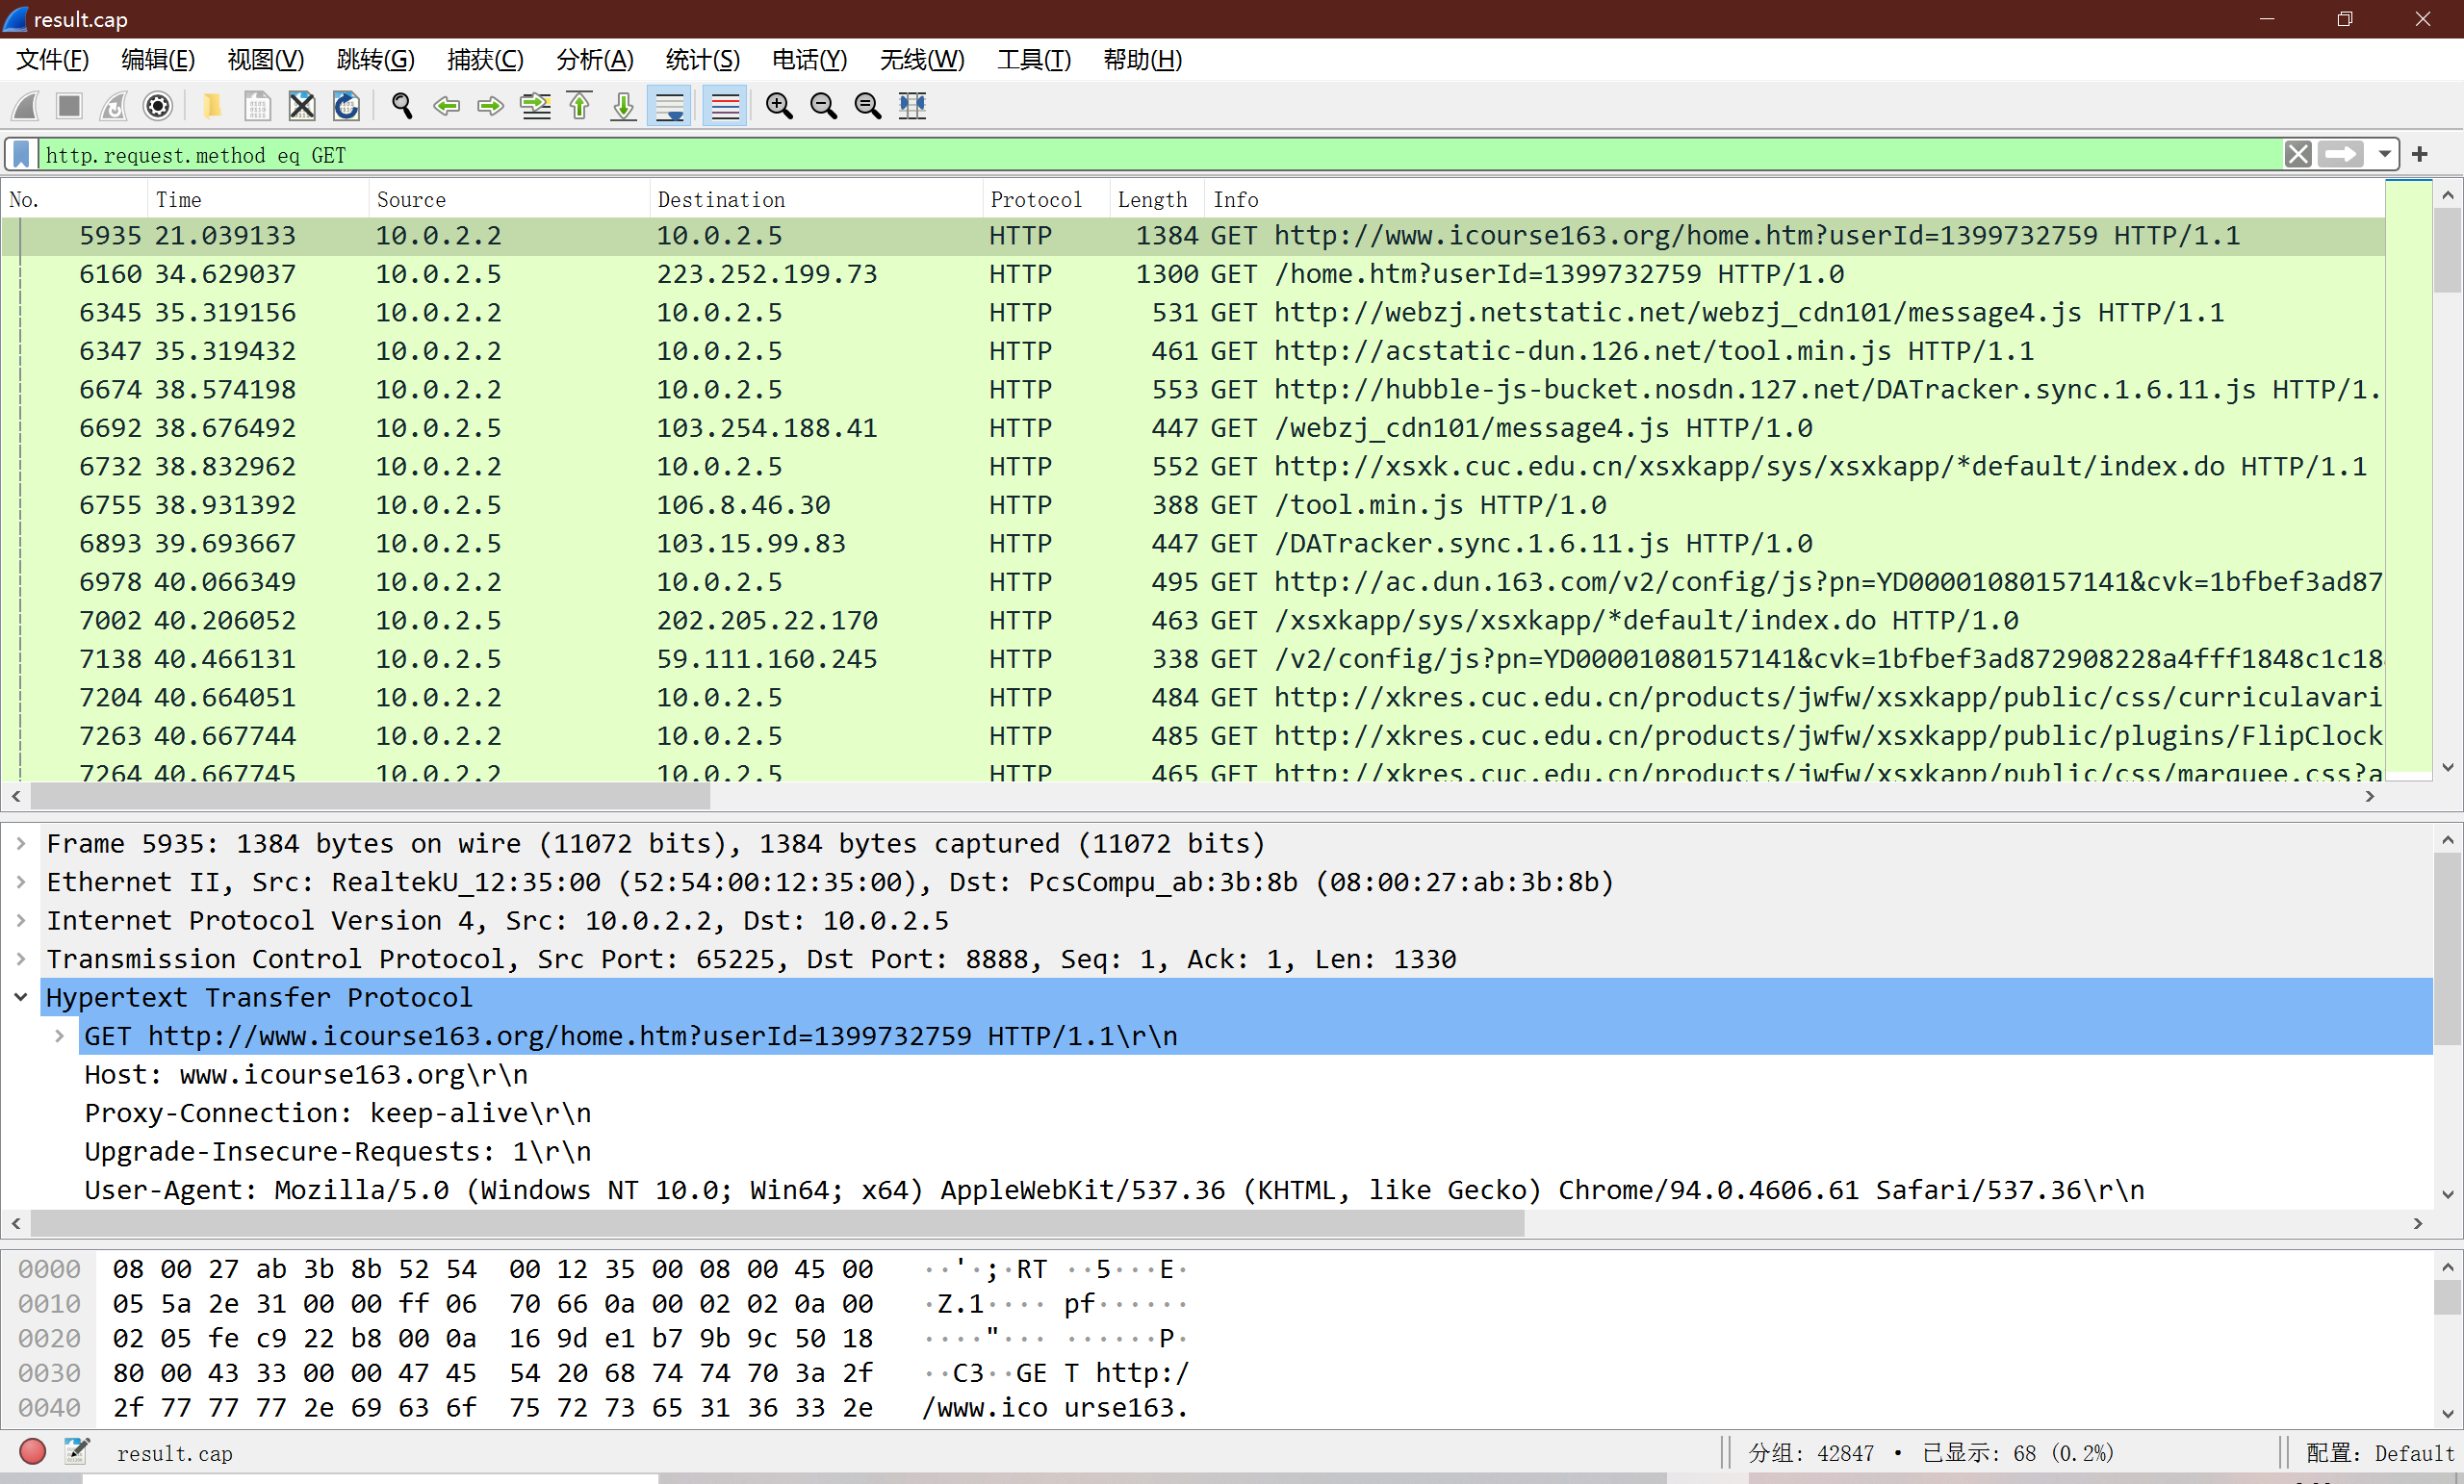 result.cap
文件(F) 编辑(E) 视图(V) 跳转(G) 捕获(C) 分析(A) 统计(S) 电话(Y) 无线(W) 工具(T) 帮助(H)
http.request.method eq GET
No. Time Source Destination Protocol Length Info
5935 21.039133 10.0.2.2 10.0.2.5 HTTP 1384 GET http://www.icourse163.org/home.htm?userId=1399732759 HTTP/1.1
6160 34.629037 10.0.2.5 223.252.199.73 HTTP 1300 GET /home.htm?userId=1399732759 HTTP/1.0
6345 35.319156 10.0.2.2 10.0.2.5 HTTP 531 GET http://webzj.netstatic.net/webzj_cdn101/message4.js HTTP/1.1
6347 35.319432 10.0.2.2 10.0.2.5 HTTP 461 GET http://acstatic-dun.126.net/tool.min.js HTTP/1.1
6674 38.574198 10.0.2.2 10.0.2.5 HTTP 553 GET http://hubble-js-bucket.nosdn.127.net/DATracker.sync.1.6.11.js HTTP/1.
6692 38.676492 10.0.2.5 103.254.188.41 HTTP 447 GET /webzj_cdn101/message4.js HTTP/1.0
6732 38.832962 10.0.2.2 10.0.2.5 HTTP 552 GET http://xsxk.cuc.edu.cn/xsxkapp/sys/xsxkapp/*default/index.do HTTP/1.1
6755 38.931392 10.0.2.5 106.8.46.30 HTTP 388 GET /tool.min.js HTTP/1.0
6893 39.693667 10.0.2.5 103.15.99.83 HTTP 447 GET /DATracker.sync.1.6.11.js HTTP/1.0
6978 40.066349 10.0.2.2 10.0.2.5 HTTP 495 GET http://ac.dun.163.com/v2/config/js?pn=YD00001080157141&cvk=1bfbef3ad87
7002 40.206052 10.0.2.5 202.205.22.170 HTTP 463 GET /xsxkapp/sys/xsxkapp/*default/index.do HTTP/1.0
7138 40.466131 10.0.2.5 59.111.160.245 HTTP 338 GET /v2/config/js?pn=YD00001080157141&cvk=1bfbef3ad872908228a4fff1848c1c18
7204 40.664051 10.0.2.2 10.0.2.5 HTTP 484 GET http://xkres.cuc.edu.cn/products/jwfw/xsxkapp/public/css/curriculavari
7263 40.667744 10.0.2.2 10.0.2.5 HTTP 485 GET http://xkres.cuc.edu.cn/products/jwfw/xsxkapp/public/plugins/FlipClock
7264 40.667745 10.0.2.2 10.0.2.5 HTTP 465 GET http://xkres.cuc.edu.cn/products/jwfw/xsxkapp/public/css/marquee.css?a
Frame 5935: 1384 bytes on wire (11072 bits), 1384 bytes captured (11072 bits)
Ethernet II, Src: RealtekU_12:35:00 (52:54:00:12:35:00), Dst: PcsCompu_ab:3b:8b (08:00:27:ab:3b:8b)
Internet Protocol Version 4, Src: 10.0.2.2, Dst: 10.0.2.5
Transmission Control Protocol, Src Port: 65225, Dst Port: 8888, Seq: 1, Ack: 1, Len: 1330
Hypertext Transfer Protocol
GET http://www.icourse163.org/home.htm?userId=1399732759 HTTP/1.1\r\n
Host: www.icourse163.org\r\n
Proxy-Connection: keep-alive\r\n
Upgrade-Insecure-Requests: 1\r\n
User-Agent: Mozilla/5.0 (Windows NT 10.0; Win64; x64) AppleWebKit/537.36 (KHTML, like Gecko) Chrome/94.0.4606.61 Safari/537.36\r\n
0000 08 00 27 ab 3b 8b 52 54 00 12 35 00 08 00 45 00 ··'·;·RT ··5···E·
0010 05 5a 2e 31 00 00 ff 06 70 66 0a 00 02 02 0a 00 ·Z.1···· pf······
0020 02 05 fe c9 22 b8 00 0a 16 9d e1 b7 9b 9c 50 18 ····"··· ······P·
0030 80 00 43 33 00 00 47 45 54 20 68 74 74 70 3a 2f ··C3··GE T http:/
0040 2f 77 77 77 2e 69 63 6f 75 72 73 65 31 36 33 2e /www.ico urse163.
result.cap 分组: 42847 · 已显示: 68 (0.2%) 配置: Default